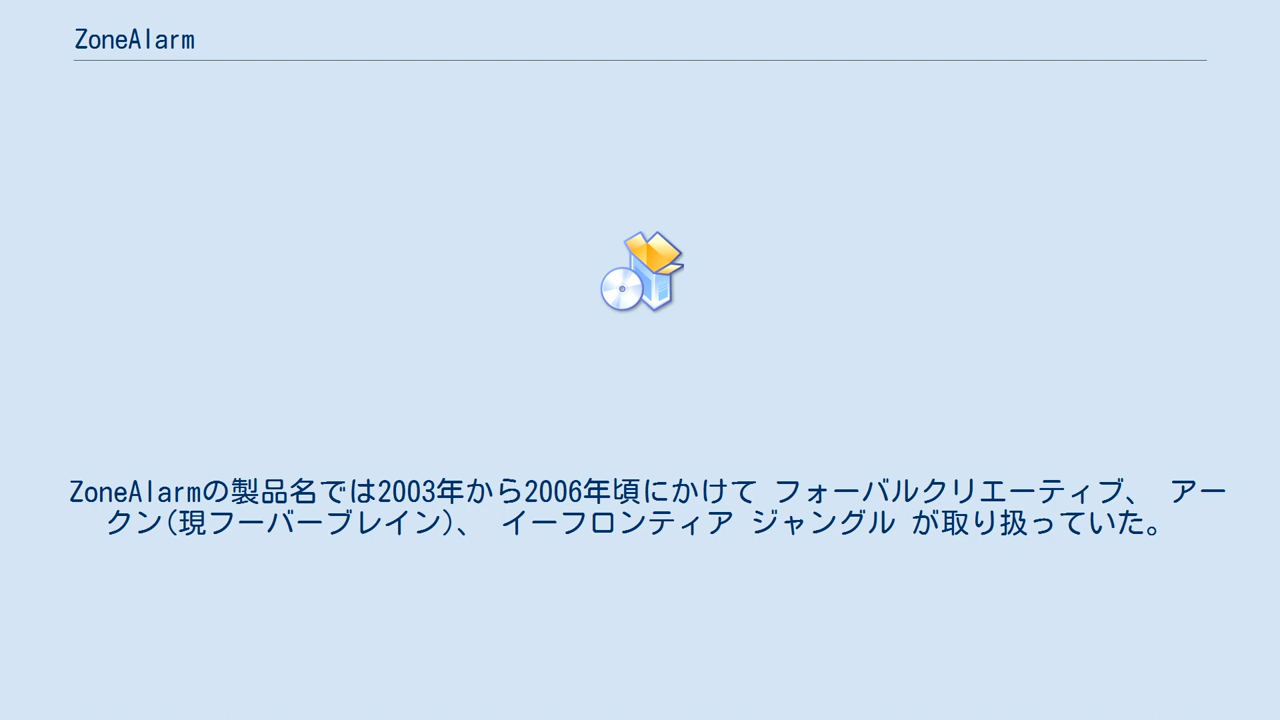 ZoneAlarm
ZoneAlarmの製品名では2003年から2006年頃にかけて フォーバルクリエーティブ、 アー
クン(現フーバーブレイン)、 イーフロンティア ジャングル が取り扱っていた。